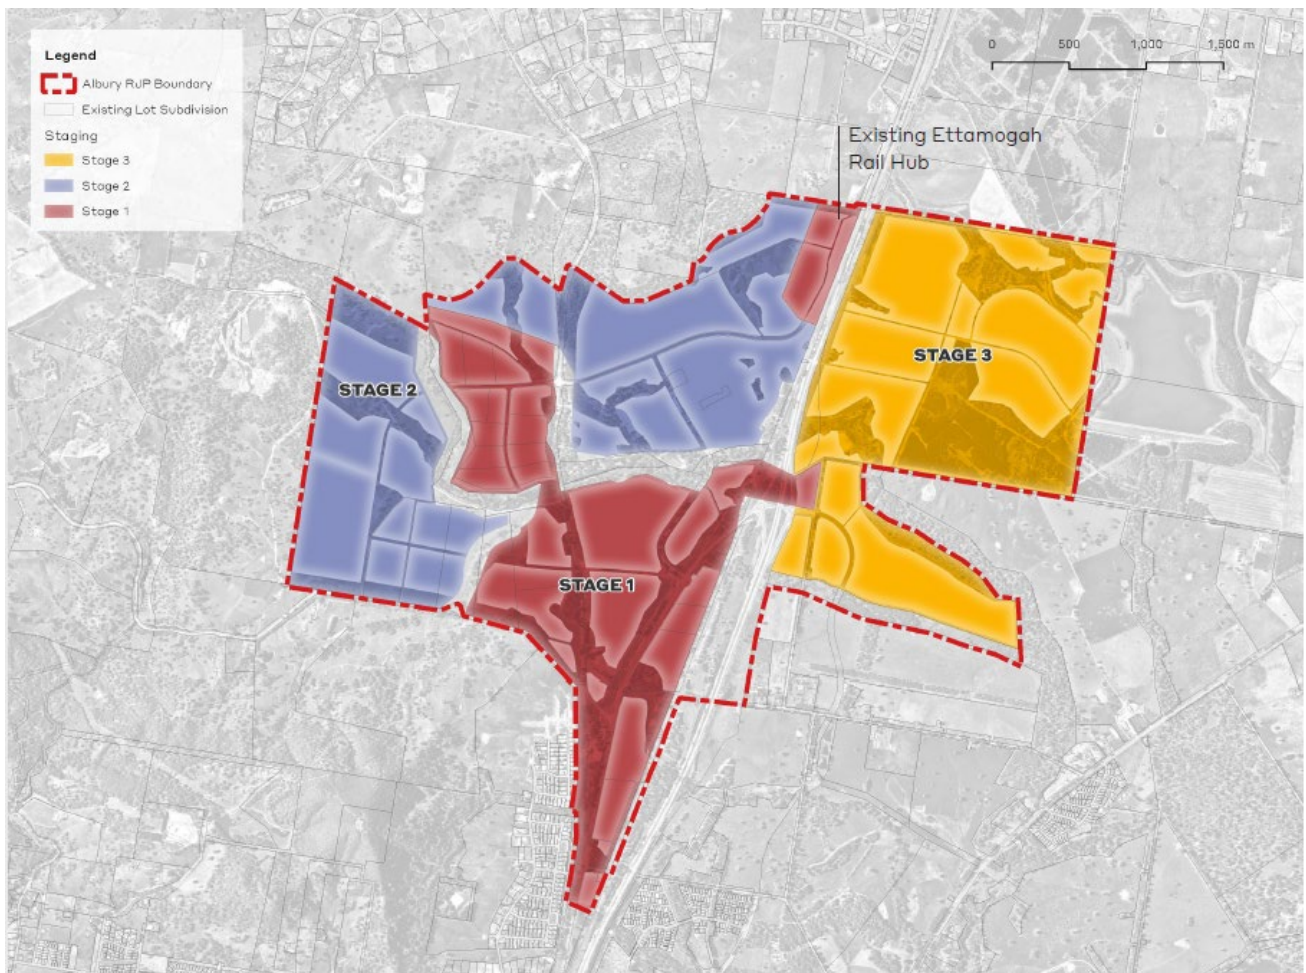 Legend
Albury RJP Boundary
Existing Lot Subdivision
Staging
Stage 3
Stage 2
Stage 1
0 500 1,000 1,500 m
Existing Ettamogah
Rail Hub
STAGE 3
STAGE 2
STAGE 1